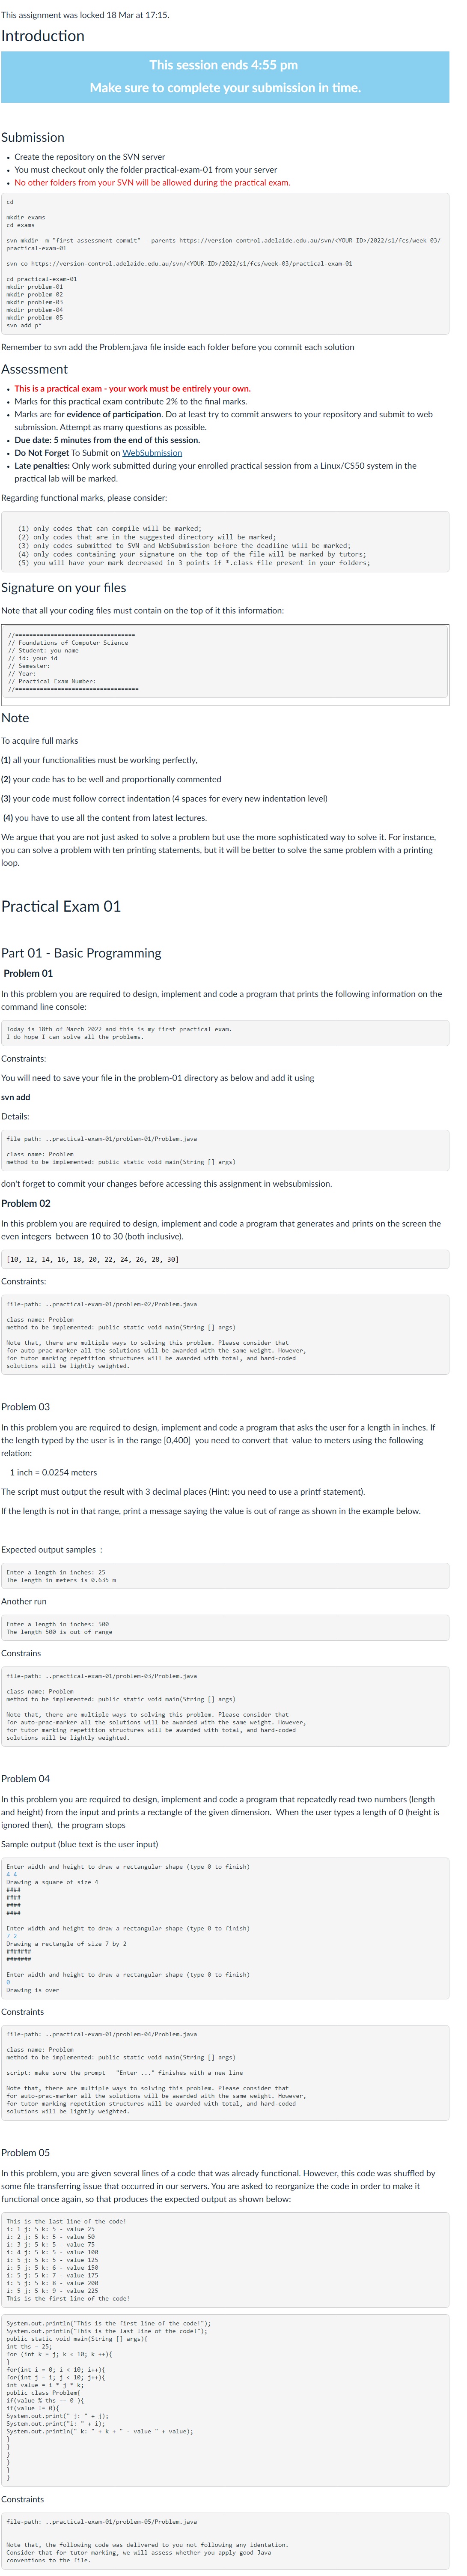 This assignment was locked 18 Mar at 17:15.
Introduction
This session ends 4:55 pm
Make sure to complete your submission in time.
Submission
• Create the repository on the SVN server
• You must checkout only the folder practical-exam-01 from your server
• No other folders from your SVN will be allowed during the practical exam.
cd
mkdir exams
cd exams
svn mkdir -m "first assessment commit" --parents https://version-control.adelaide.edu.au/svn/<YOUR-ID>/2022/s1/fcs/week-03/
practical-exam-01
svn co https://version-control.adelaide.edu.au/svn/<YOUR-ID>/2022/s1/fcs/week-03/practical-exam-01
cd practical-exam-01
mkdir problem-01
mkdir problem-02
mkdir problem-03
mkdir problem-04
mkdir problem-05
svn add p*
Remember to svn add the Problem.java file inside each folder before you commit each solution
Assessment
• This is a practical exam - your work must be entirely your own.
• Marks for this practical exam contribute 2% to the final marks.
• Marks are for evidence of participation. Do at least try to commit answers to your repository and submit to web
submission. Attempt as many questions as possible.
• Due date: 5 minutes from the end of this session.
• Do Not Forget To Submit on WebSubmission
• Late penalties: Only work submitted during your enrolled practical session from a Linux/CS50 system in the
practical lab will be marked.
Regarding functional marks, please consider:
(1) only codes that can compile will be marked;
(2) only codes that are in the suggested directory will be marked;
(3) only codes submitted to SVN and WebSubmission before the deadline will be marked;
(4) only codes containing your signature on the top of the file will be marked by tutors;
(5) you will have your mark decreased in 3 points if *.class file present in your folders;
Signature on your files
Note that all your coding files must contain on the top of it this information:
//==================================
// Foundations of Computer Science
// Student: you name
// id: your id
// Semester:
// Year:
// Practical Exam Number:
//===================================
Note
To acquire full marks
(1) all your functionalities must be working perfectly,
(2) your code has to be well and proportionally commented
(3) your code must follow correct indentation (4 spaces for every new indentation level)
(4) you have to use all the content from latest lectures.
We argue that you are not just asked to solve a problem but use the more sophisticated way to solve it. For instance,
you can solve a problem with ten printing statements, but it will be better to solve the same problem with a printing
loop.
Practical Exam 01
Part 01 - Basic Programming
Problem 01
In this problem you are required to design, implement and code a program that prints the following information on the
command line console:
Today is 18th of March 2022 and this is my first practical exam.
I do hope I can solve all the problems.
Constraints:
You will need to save your file in the problem-01 directory as below and add it using
svn add
Details:
file path: ..practical-exam-01/problem-01/Problem.java
class name: Problem
method to be implemented: public static void main(String [] args)
don't forget to commit your changes before accessing this assignment in websubmission.
Problem 02
In this problem you are required to design, implement and code a program that generates and prints on the screen the
even integers between 10 to 30 (both inclusive).
[10, 12, 14, 16, 18, 20, 22, 24, 26, 28, 30]
Constraints:
file-path: ..practical-exam-01/problem-02/Problem.java
class name: Problem
method to be implemented: public static void main(String [] args)
Note that, there are multiple ways to solving this problem. Please consider that
for auto-prac-marker all the solutions will be awarded with the same weight. However,
for tutor marking repetition structures will be awarded with total, and hard-coded
solutions will be lightly weighted.
Problem 03
In this problem you are required to design, implement and code a program that asks the user for a length in inches. If
the length typed by the user is in the range [0,400] you need to convert that value to meters using the following
relation:
1 inch = 0.0254 meters
The script must output the result with 3 decimal places (Hint: you need to use a printf statement).
If the length is not in that range, print a message saying the value is out of range as shown in the example below.
Expected output samples :
Enter a length in inches: 25
The length in meters is 0.635 m
Another run
Enter a length in inches: 500
The length 500 is out of range
Constrains
file-path: ..practical-exam-01/problem-03/Problem.java
class name: Problem
method to be implemented: public static void main(String [] args)
Note that, there are multiple ways to solving this problem. Please consider that
for auto-prac-marker all the solutions will be awarded with the same weight. However,
for tutor marking repetition structures will be awarded with total, and hard-coded
solutions will be lightly weighted.
Problem 04
In this problem you are required to design, implement and code a program that repeatedly read two numbers (length
and height) from the input and prints a rectangle of the given dimension. When the user types a length of 0 (height is
ignored then), the program stops
Sample output (blue text is the user input)
Enter width and height to draw a rectangular shape (type 0 to finish)
4 4
Drawing a square of size 4
####
####
####
####
Enter width and height to draw a rectangular shape (type 0 to finish)
7 2
Drawing a rectangle of size 7 by 2
#######
#######
Enter width and height to draw a rectangular shape (type 0 to finish)
0
Drawing is over
Constraints
file-path: ..practical-exam-01/problem-04/Problem.java
class name: Problem
method to be implemented: public static void main(String [] args)
script: make sure the prompt "Enter ..." finishes with a new line
Note that, there are multiple ways to solving this problem. Please consider that
for auto-prac-marker all the solutions will be awarded with the same weight. However,
for tutor marking repetition structures will be awarded with total, and hard-coded
solutions will be lightly weighted.
Problem 05
In this problem, you are given several lines of a code that was already functional. However, this code was shuffled by
some file transferring issue that occurred in our servers. You are asked to reorganize the code in order to make it
functional once again, so that produces the expected output as shown below:
This is the last line of the code!
i: 1 j: 5 k: 5 - value 25
i: 2 j: 5 k: 5 - value 50
i: 3 j: 5 k: 5 - value 75
i: 4 j: 5 k: 5 - value 100
i: 5 j: 5 k: 5 - value 125
i: 5 j: 5 k: 6 - value 150
i: 5 j: 5 k: 7 - value 175
i: 5 j: 5 k: 8 - value 200
i: 5 j: 5 k: 9 - value 225
This is the first line of the code!
System.out.println("This is the first line of the code!");
System.out.println("This is the last line of the code!");
public static void main(String [] args){
int ths = 25;
for (int k = j; k < 10; k ++){
}
for(int i = 0; i < 10; i++){
for(int j = i; j < 10; j++){
int value = i * j * k;
public class Problem{
if(value % ths == 0 ){
if(value != 0){
System.out.print(" j: " + j);
System.out.print("i: " + i);
System.out.println(" k: " + k + " - value " + value);
}
}
}
}
}
}
Constraints
file-path: ..practical-exam-01/problem-05/Problem.java
Note that, the following code was delivered to you not following any identation.
Consider that for tutor marking, we will assess whether you apply good Java
conventions to the file.